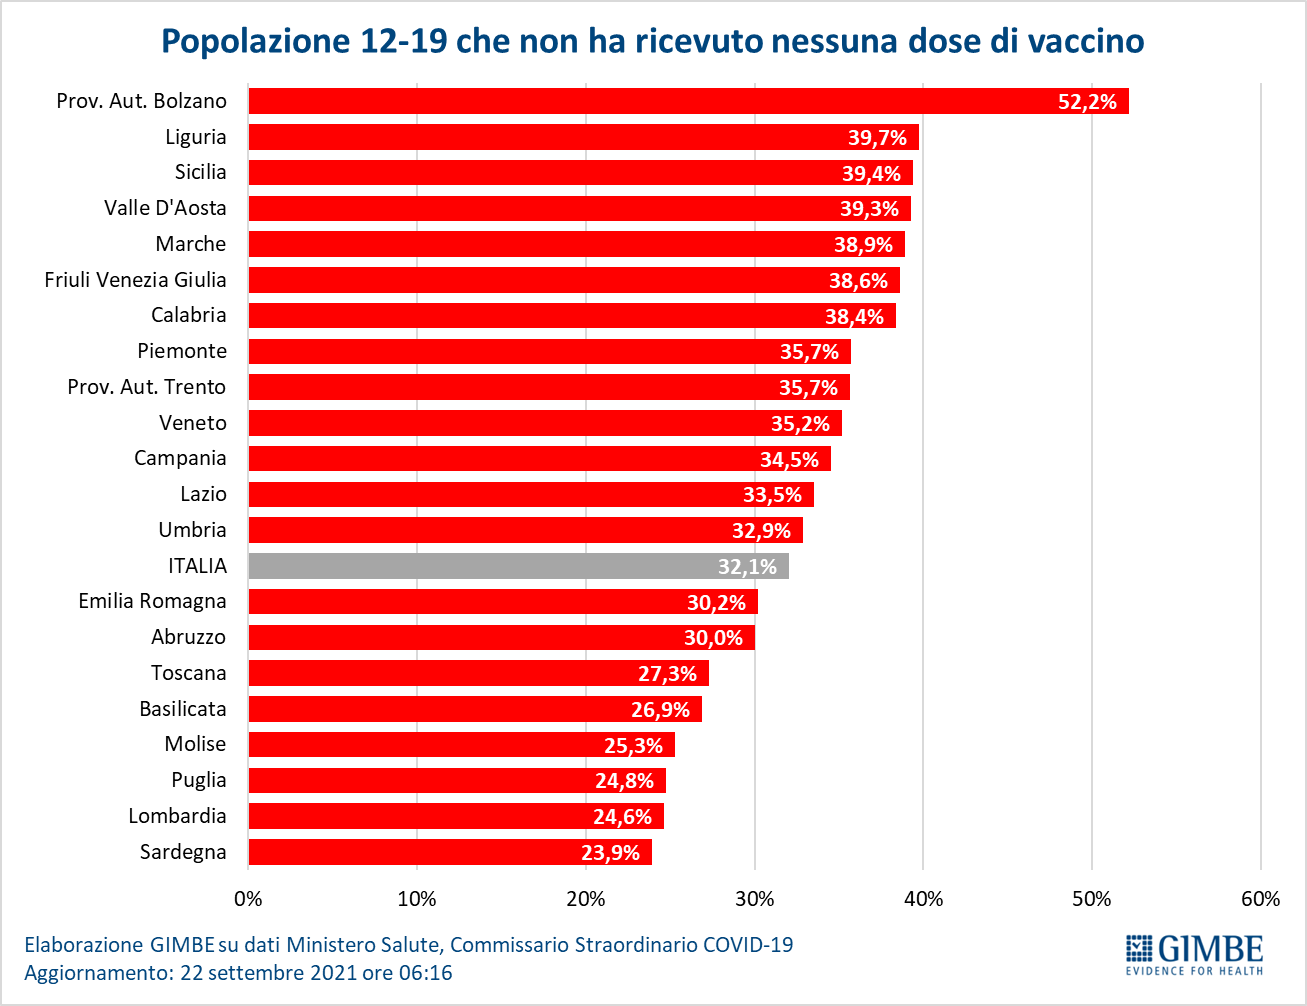 Popolazione 12-19 che non ha ricevuto nessuna dose di vaccino
Prov. Aut. Bolzano 52,2%
Liguria 39,7%
Sicilia 39,4%
Valle D'Aosta 39,3%
Marche 38,9%
Friuli Venezia Giulia 38,6%
Calabria 38,4%
Piemonte 35,7%
Prov. Aut. Trento 35,7%
Veneto 35,2%
Campania 34,5%
Lazio 33,5%
Umbria 32,9%
ITALIA 32,1%
Emilia Romagna 30,2%
Abruzzo 30,0%
Toscana 27,3%
Basilicata 26,9%
Molise 25,3%
Puglia 24,8%
Lombardia 24,6%
Sardegna 23,9%
0% 10% 20% 30% 40% 50% 60%
Elaborazione GIMBE su dati Ministero Salute, Commissario Straordinario COVID-19
Aggiornamento: 22 settembre 2021 ore 06:16
GIMBE
EVIDENCE FOR HEALTH